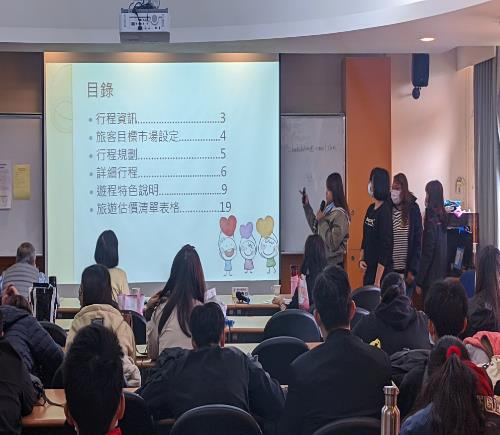 目錄
•行程資訊........................3
•旅客目標市場設定............4
•行程規劃........................5
•詳細行程........................6
•遊程特色說明..................9
•旅遊估價清單表格............19